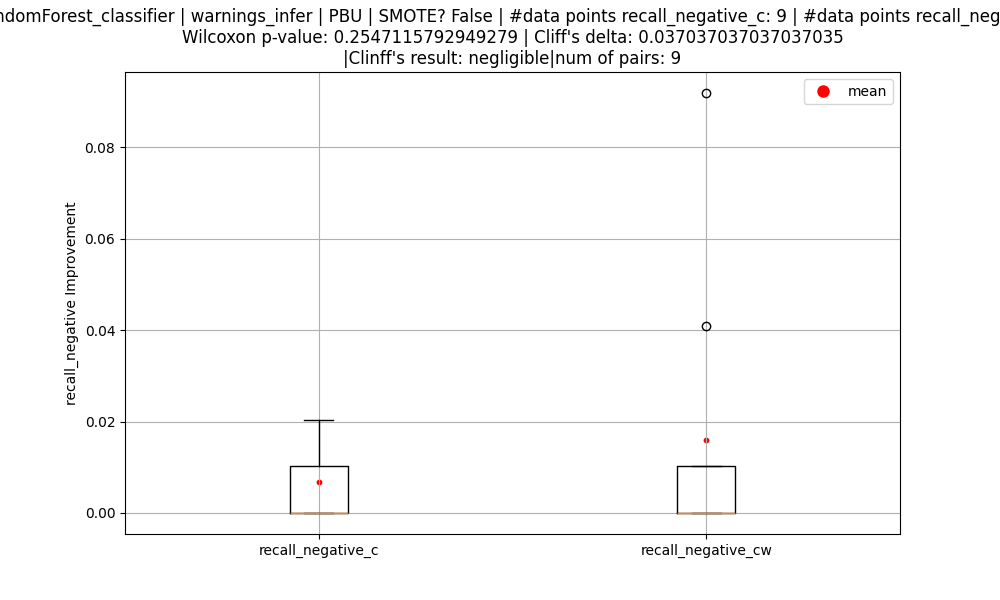 ndomForest_classifier | warnings_infer | PBU | SMOTE? False | #data points recall_negative_c: 9 | #data points recall_neg
Wilcoxon p-value: 0.2547115792949279 | Cliff's delta: 0.037037037037037035
|Clinff's result: negligible|num of pairs: 9
mean
0.08
0.06
0.04
0.02
0.00
recall_negative Improvement
recall_negative_c
recall_negative_cw